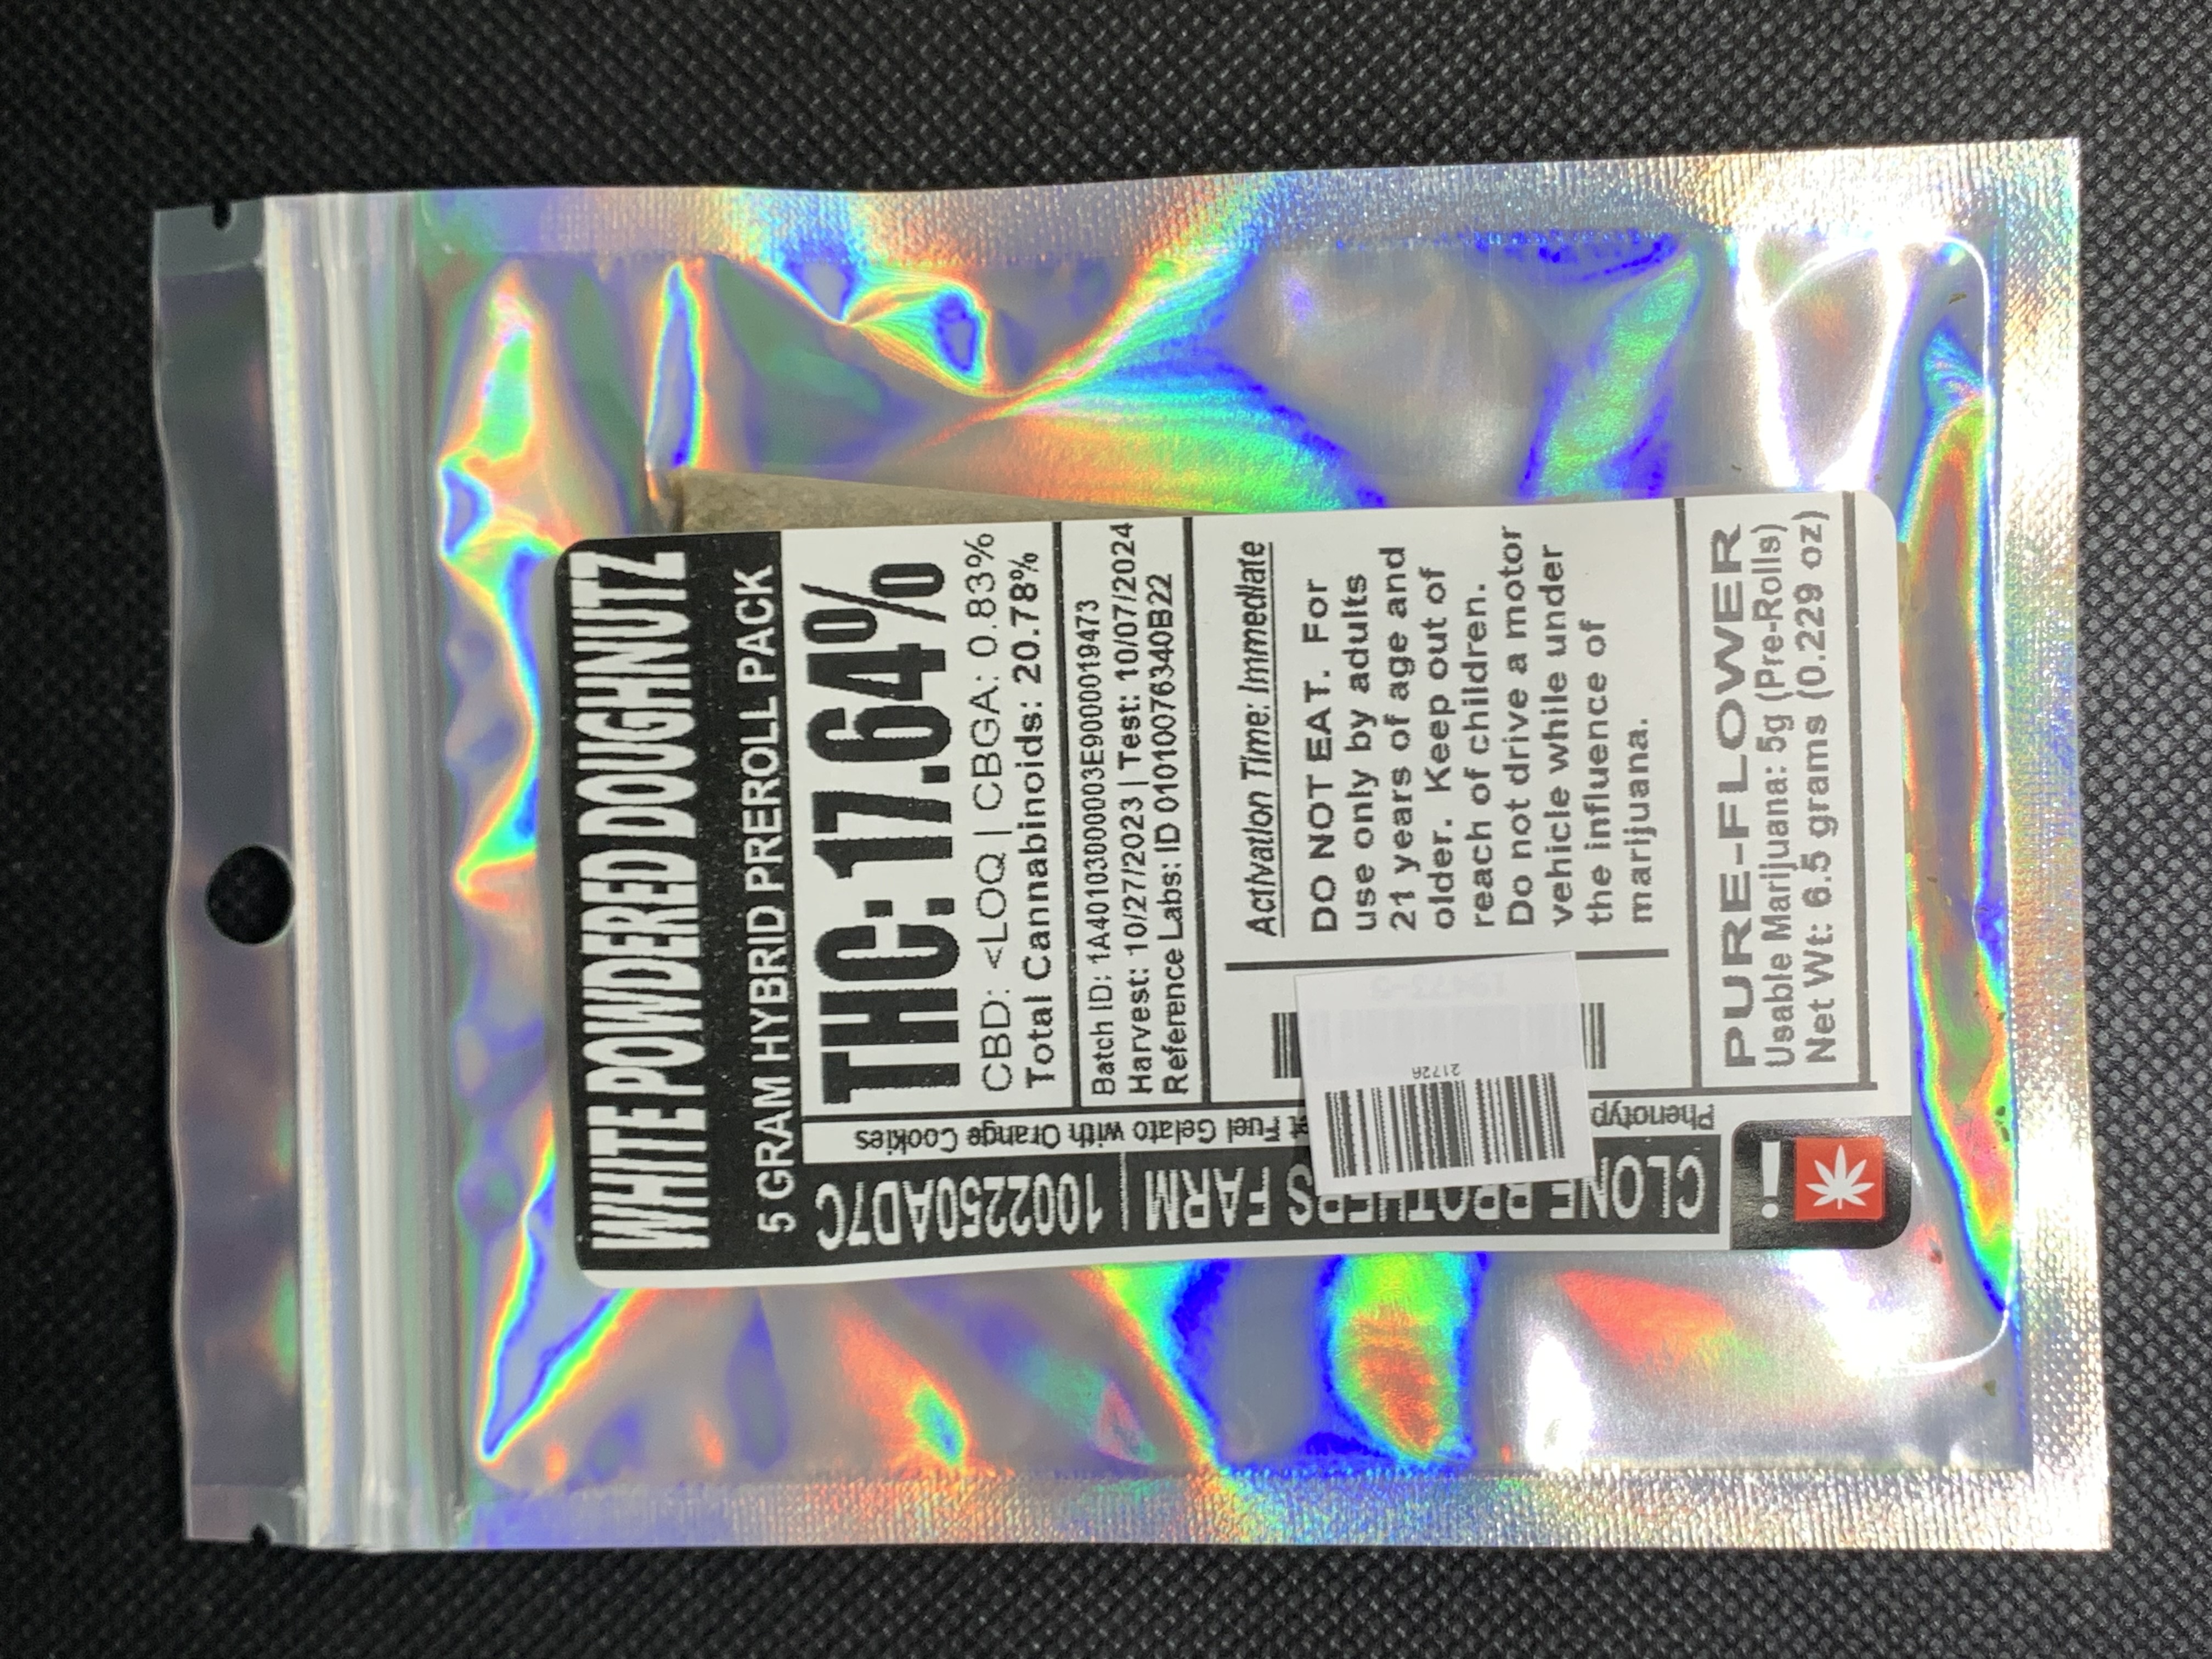 WHITE POWDERED DOUGHNUTZ
5 GRAM HYBRID PREROLL PACK
THC: 17.64%
CBD: <LOQ | CBGA: 0.83%
Total Cannabinoids: 20.78%
Batch ID: 1A4010300003E9000019473
Harvest: 10/27/2023 | Test: 10/07/2024
Reference Labs: ID 01010076340B22
Activation Time: Immediate
DO NOT EAT. For
use only by adults
21 years of age and
older. Keep out of
reach of children.
Do not drive a motor
vehicle while under
the influence of
marijuana.
PURE-FLOWER
Usable Marijuana: 5g (Pre-Rolls)
Net Wt: 6.5 grams (0.229 oz)
Gelato with Orange Cookies
CLONE BROTHERS FARM | 1002250AD7C
21726
!